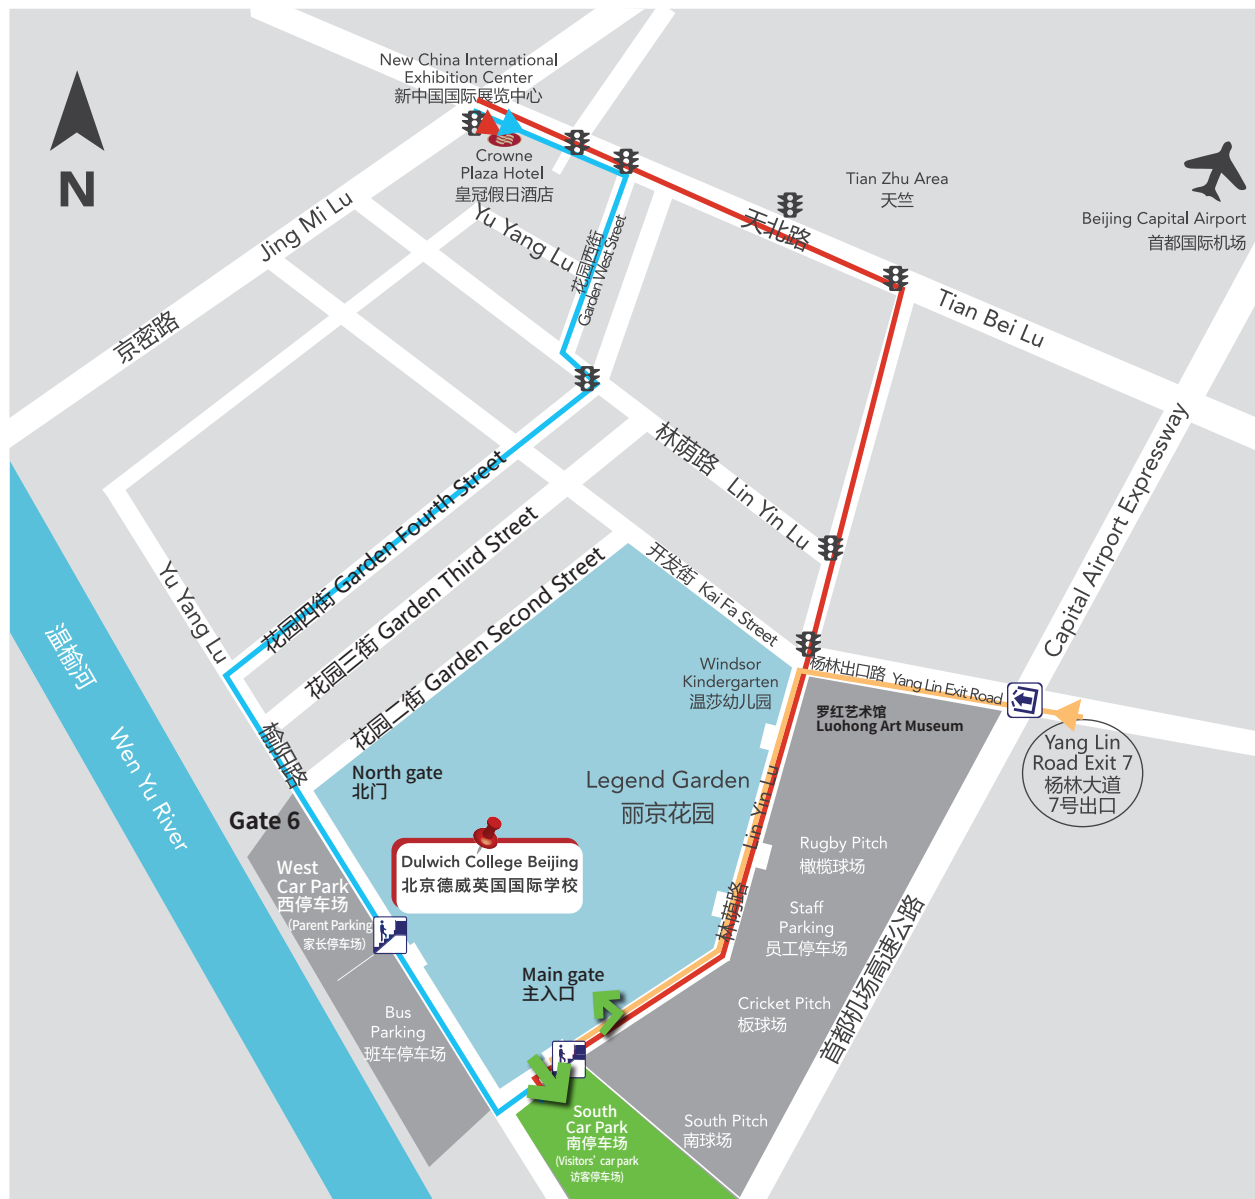 New China International
Exhibition Center
新中国国际展览中心
N
Crowne
Plaza Hotel
皇冠假日酒店
Tian Zhu Area
天竺
Beijing Capital Airport
首都国际机场
Jing Mi Lu
京密路
Yu Yang Lu
花园西街
Garden West Street
天北路
Tian Bei Lu
林荫路 Lin Yin Lu
Capital Airport Expressway
花园四街 Garden Fourth Street
花园三街 Garden Third Street
花园二街 Garden Second Street
开发街 Kai Fa Street
Yu Yang Lu
榆阳路
温榆河
Wen Yu River
Windsor
Kindergarten
温莎幼儿园
杨林出口路 Yang Lin Exit Road
罗红艺术馆
Luohong Art Museum
Yang Lin
Road Exit 7
杨林大道
7号出口
North gate
北门
Legend Garden
丽京花园
林荫路 Lin Yin Lu
Gate 6
Dulwich College Beijing
北京德威英国国际学校
West
Car Park
西停车场
(Parent Parking
家长停车场)
Rugby Pitch
橄榄球场
Staff
Parking
员工停车场
Main gate
主入口
Cricket Pitch
板球场
首都机场高速公路
Bus
Parking
班车停车场
South
Car Park
南停车场
(Visitors' car park
访客停车场)
South Pitch
南球场